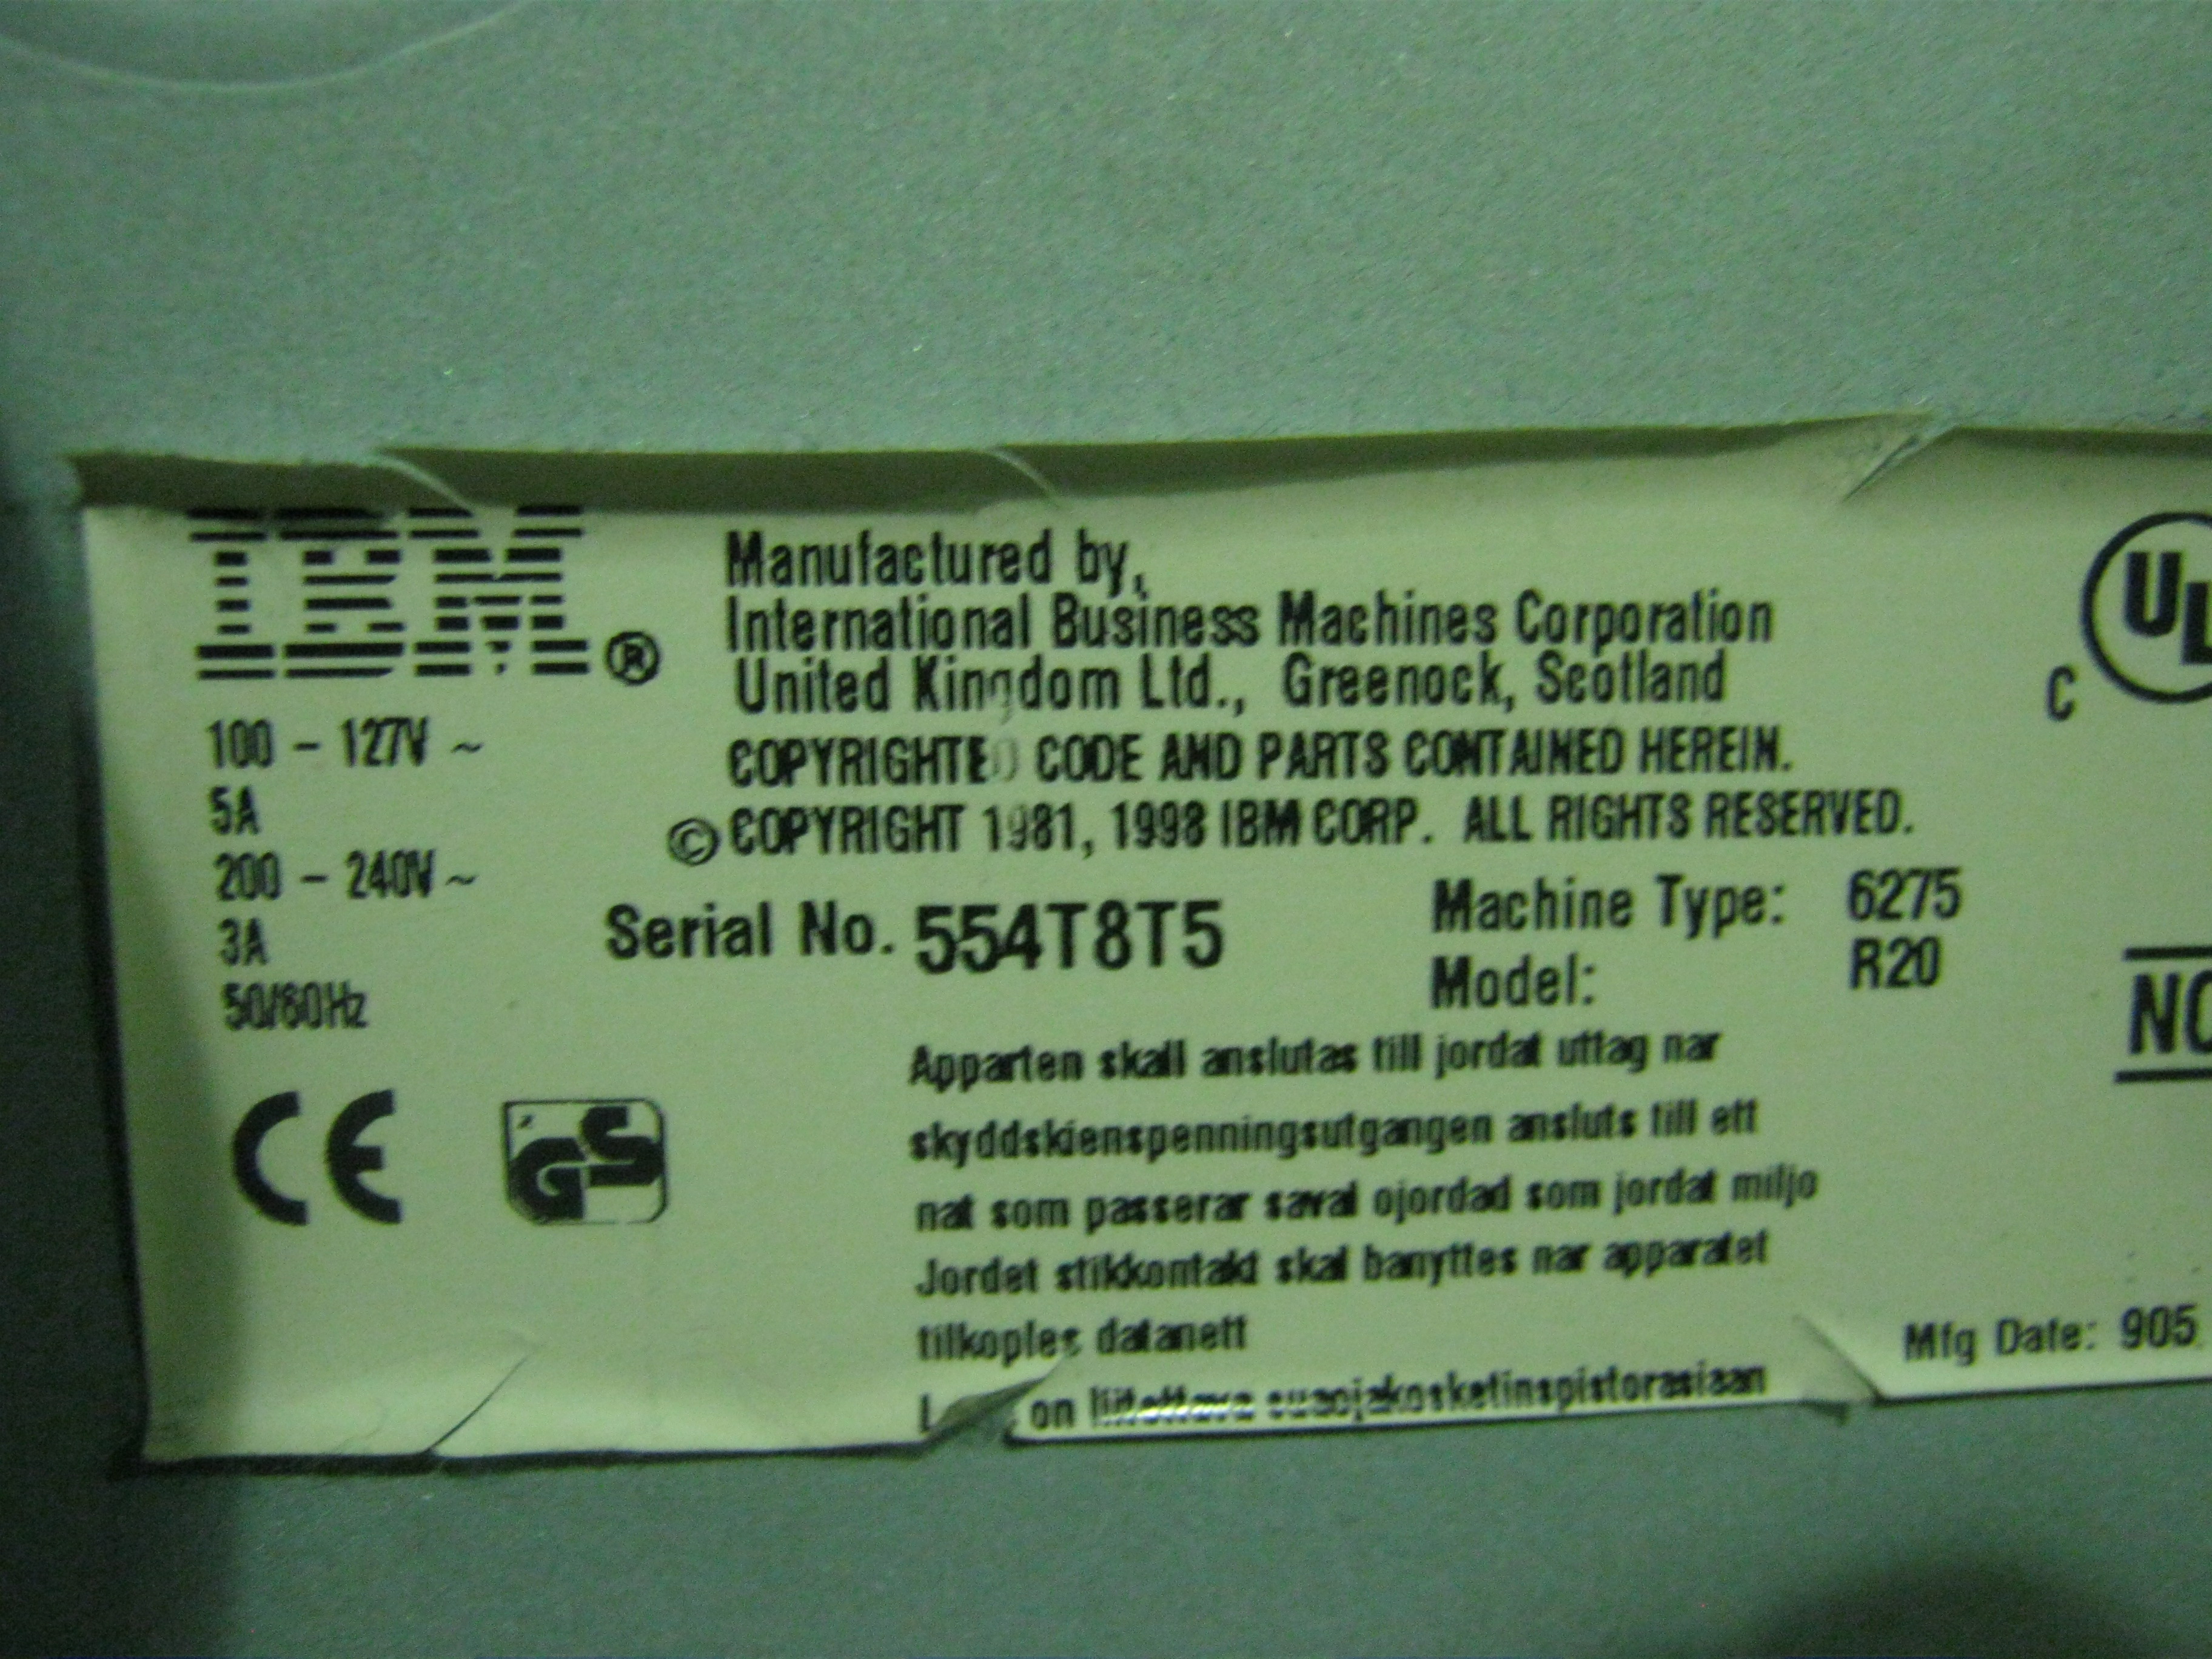 IBM®
Manufactured by,
International Business Machines Corporation
United Kingdom Ltd., Greenock, Scotland
COPYRIGHTED CODE AND PARTS CONTAINED HEREIN.
© COPYRIGHT 1981, 1998 IBM CORP. ALL RIGHTS RESERVED.
100 – 127V ~
5A
200 – 240V ~
3A
50/60Hz
Serial No. 554T8T5
Machine Type: 6275
Model: R20
Apparten skall anslutas till jordat uttag nar
skyddskienspenningsutgangen ansluts till ett
nat som passerar saval ojordad som jordat miljo
Jordet stikkontakt skal banyttes nar apparatet
tilkoples datanett
on liitettava suaojakosketinspistorasiaan
CE
GS
C UL
Mfg Date: 905